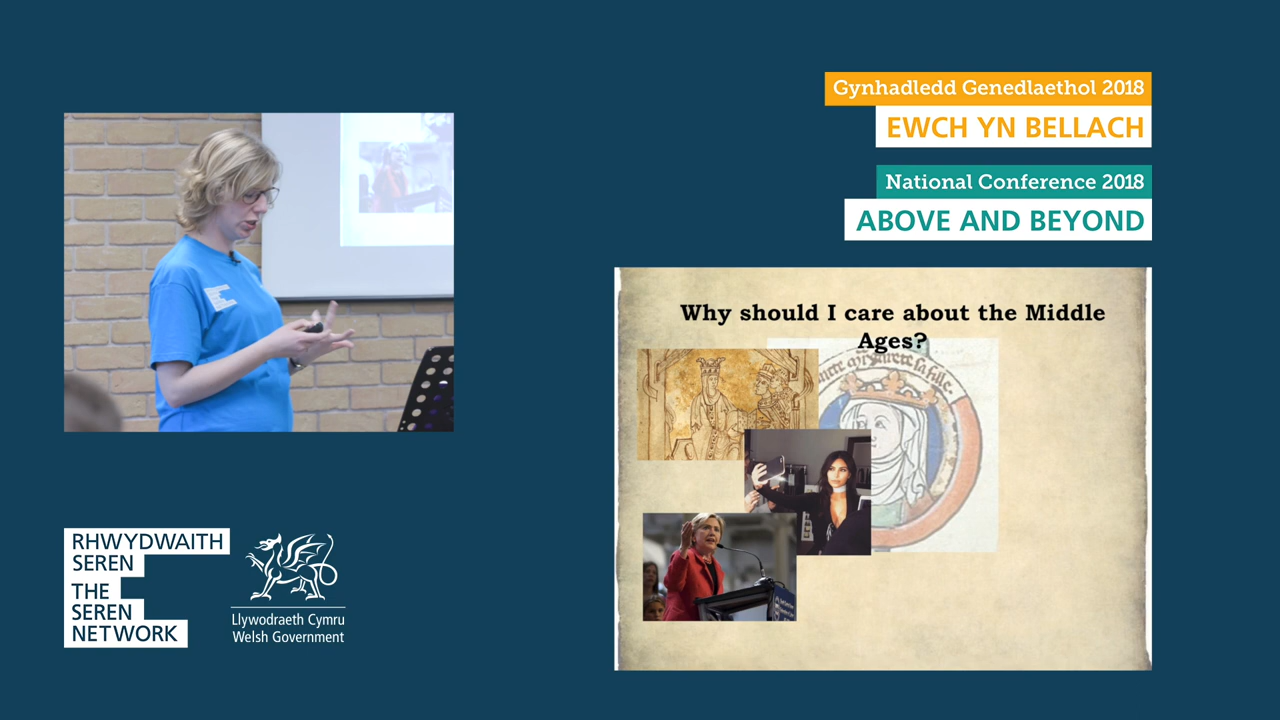 Gynhadledd Genedlaethol 2018
EWCH YN BELLACH
National Conference 2018
ABOVE AND BEYOND
Why should I care about the Middle
Ages?
RHWYDWAITH
SEREN
THE
SEREN
NETWORK
Llywodraeth Cymru
Welsh Government